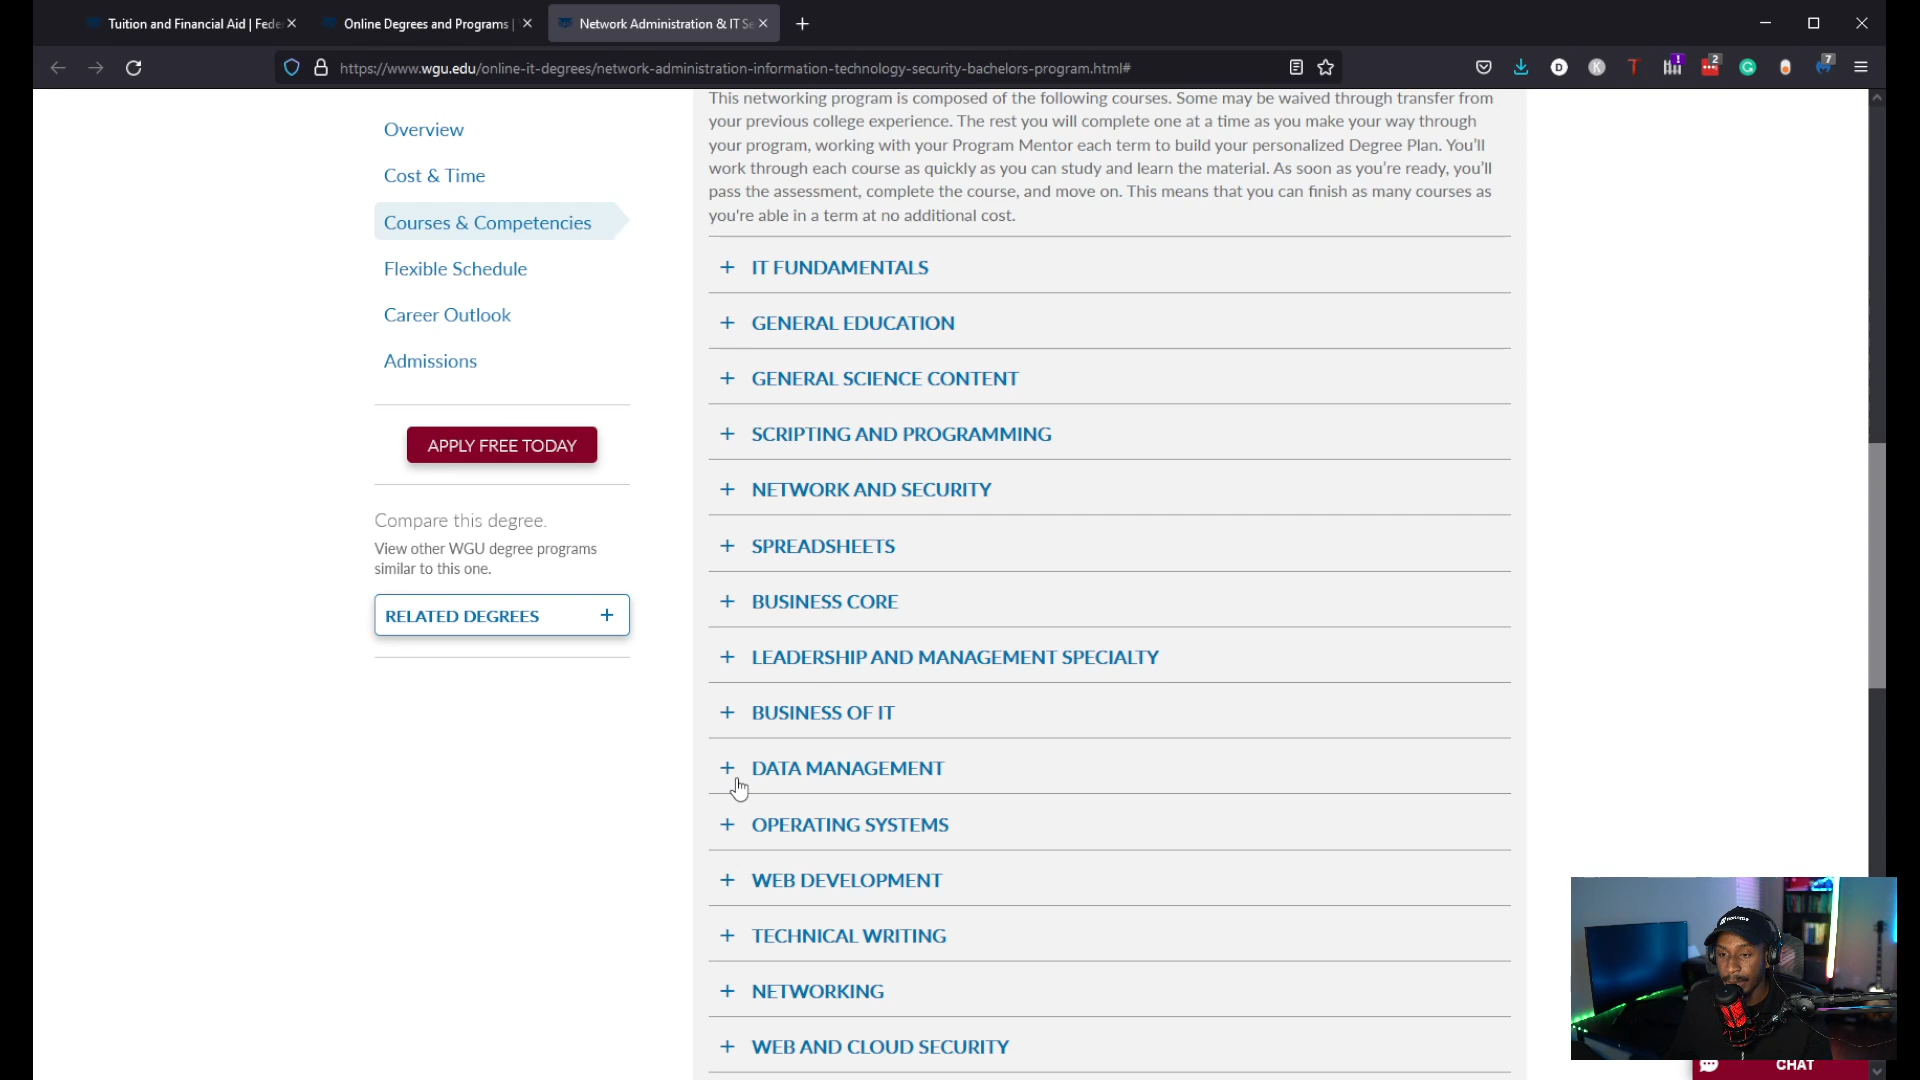 Tuition and Financial Aid | Fede
Online Degrees and Programs |
Network Administration & IT Se
https://www.wgu.edu/online-it-degrees/network-administration-information-technology-security-bachelors-program.html#
2
7
Overview
Cost & Time
Courses & Competencies
Flexible Schedule
Career Outlook
Admissions
APPLY FREE TODAY
Compare this degree.
View other WGU degree programs
similar to this one.
RELATED DEGREES +
This networking program is composed of the following courses. Some may be waived through transfer from
your previous college experience. The rest you will complete one at a time as you make your way through
your program, working with your Program Mentor each term to build your personalized Degree Plan. You'll
work through each course as quickly as you can study and learn the material. As soon as you're ready, you'll
pass the assessment, complete the course, and move on. This means that you can finish as many courses as
you're able in a term at no additional cost.
+ IT FUNDAMENTALS
+ GENERAL EDUCATION
+ GENERAL SCIENCE CONTENT
+ SCRIPTING AND PROGRAMMING
+ NETWORK AND SECURITY
+ SPREADSHEETS
+ BUSINESS CORE
+ LEADERSHIP AND MANAGEMENT SPECIALTY
+ BUSINESS OF IT
+ DATA MANAGEMENT
+ OPERATING SYSTEMS
+ WEB DEVELOPMENT
+ TECHNICAL WRITING
+ NETWORKING
+ WEB AND CLOUD SECURITY
CHAT